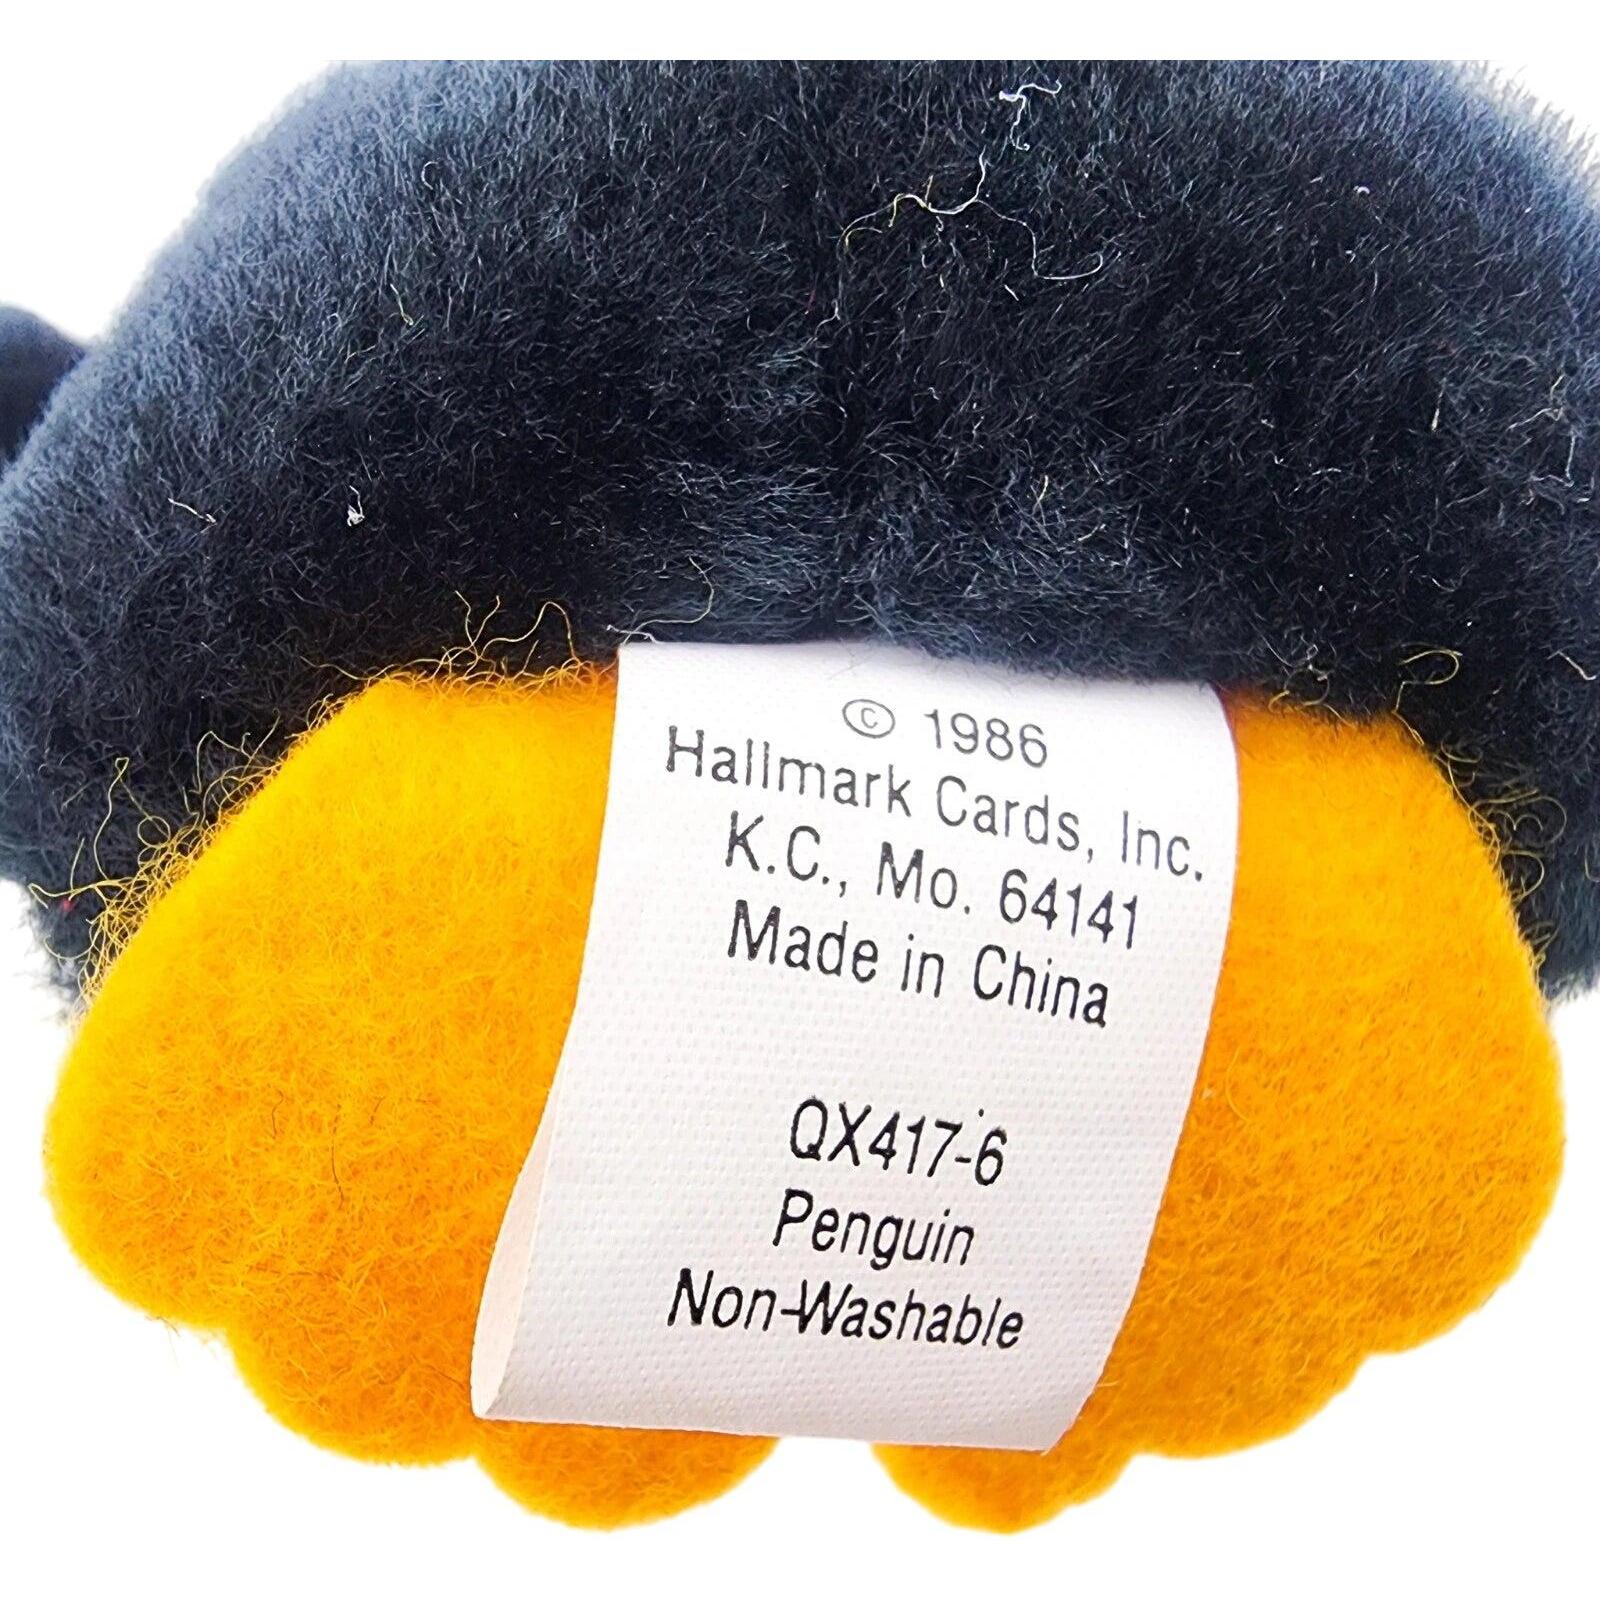 © 1986
Hallmark Cards, Inc.
K.C., Mo. 64141
Made in China
QX417-6
Penguin
Non-Washable